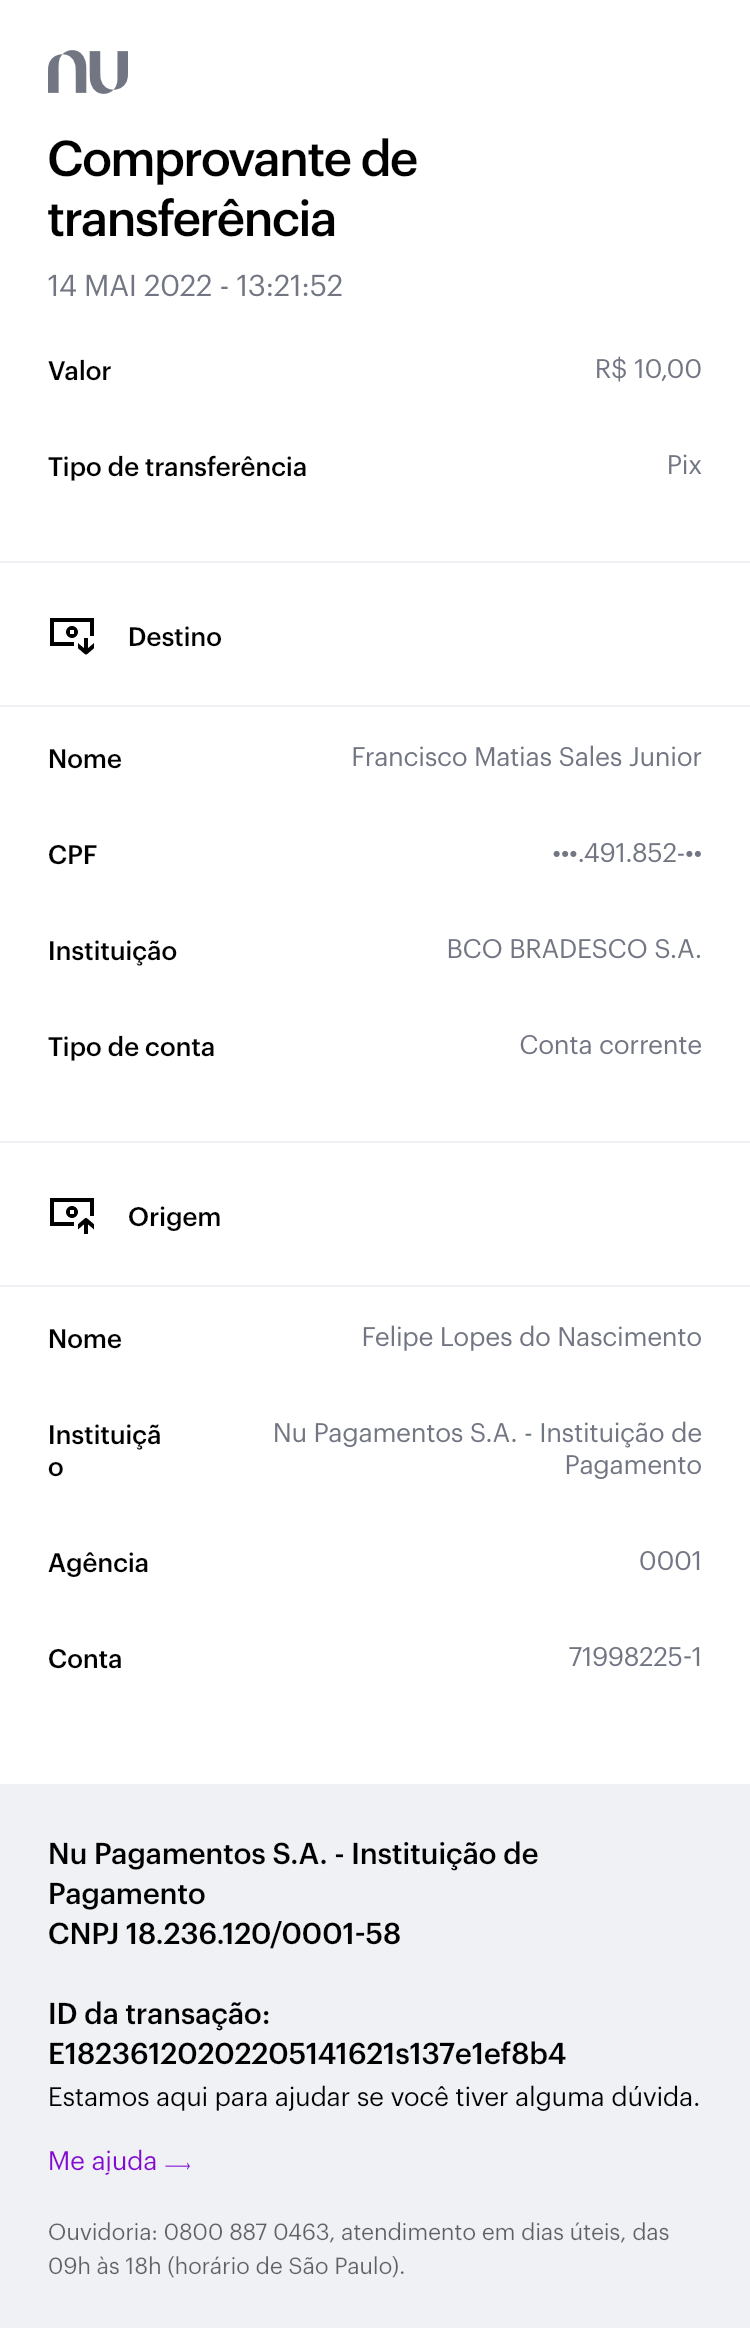 nu
Comprovante de
transferência
14 MAI 2022 - 13:21:52
Valor R$ 10,00
Tipo de transferência Pix
Destino
Nome Francisco Matias Sales Junior
CPF •••.491.852-••
Instituição BCO BRADESCO S.A.
Tipo de conta Conta corrente
Origem
Nome Felipe Lopes do Nascimento
Instituiçã Nu Pagamentos S.A. - Instituição de
o Pagamento
Agência 0001
Conta 71998225-1
Nu Pagamentos S.A. - Instituição de
Pagamento
CNPJ 18.236.120/0001-58
ID da transação:
E18236120202205141621s137e1ef8b4
Estamos aqui para ajudar se você tiver alguma dúvida.
Me ajuda →
Ouvidoria: 0800 887 0463, atendimento em dias úteis, das
09h às 18h (horário de São Paulo).